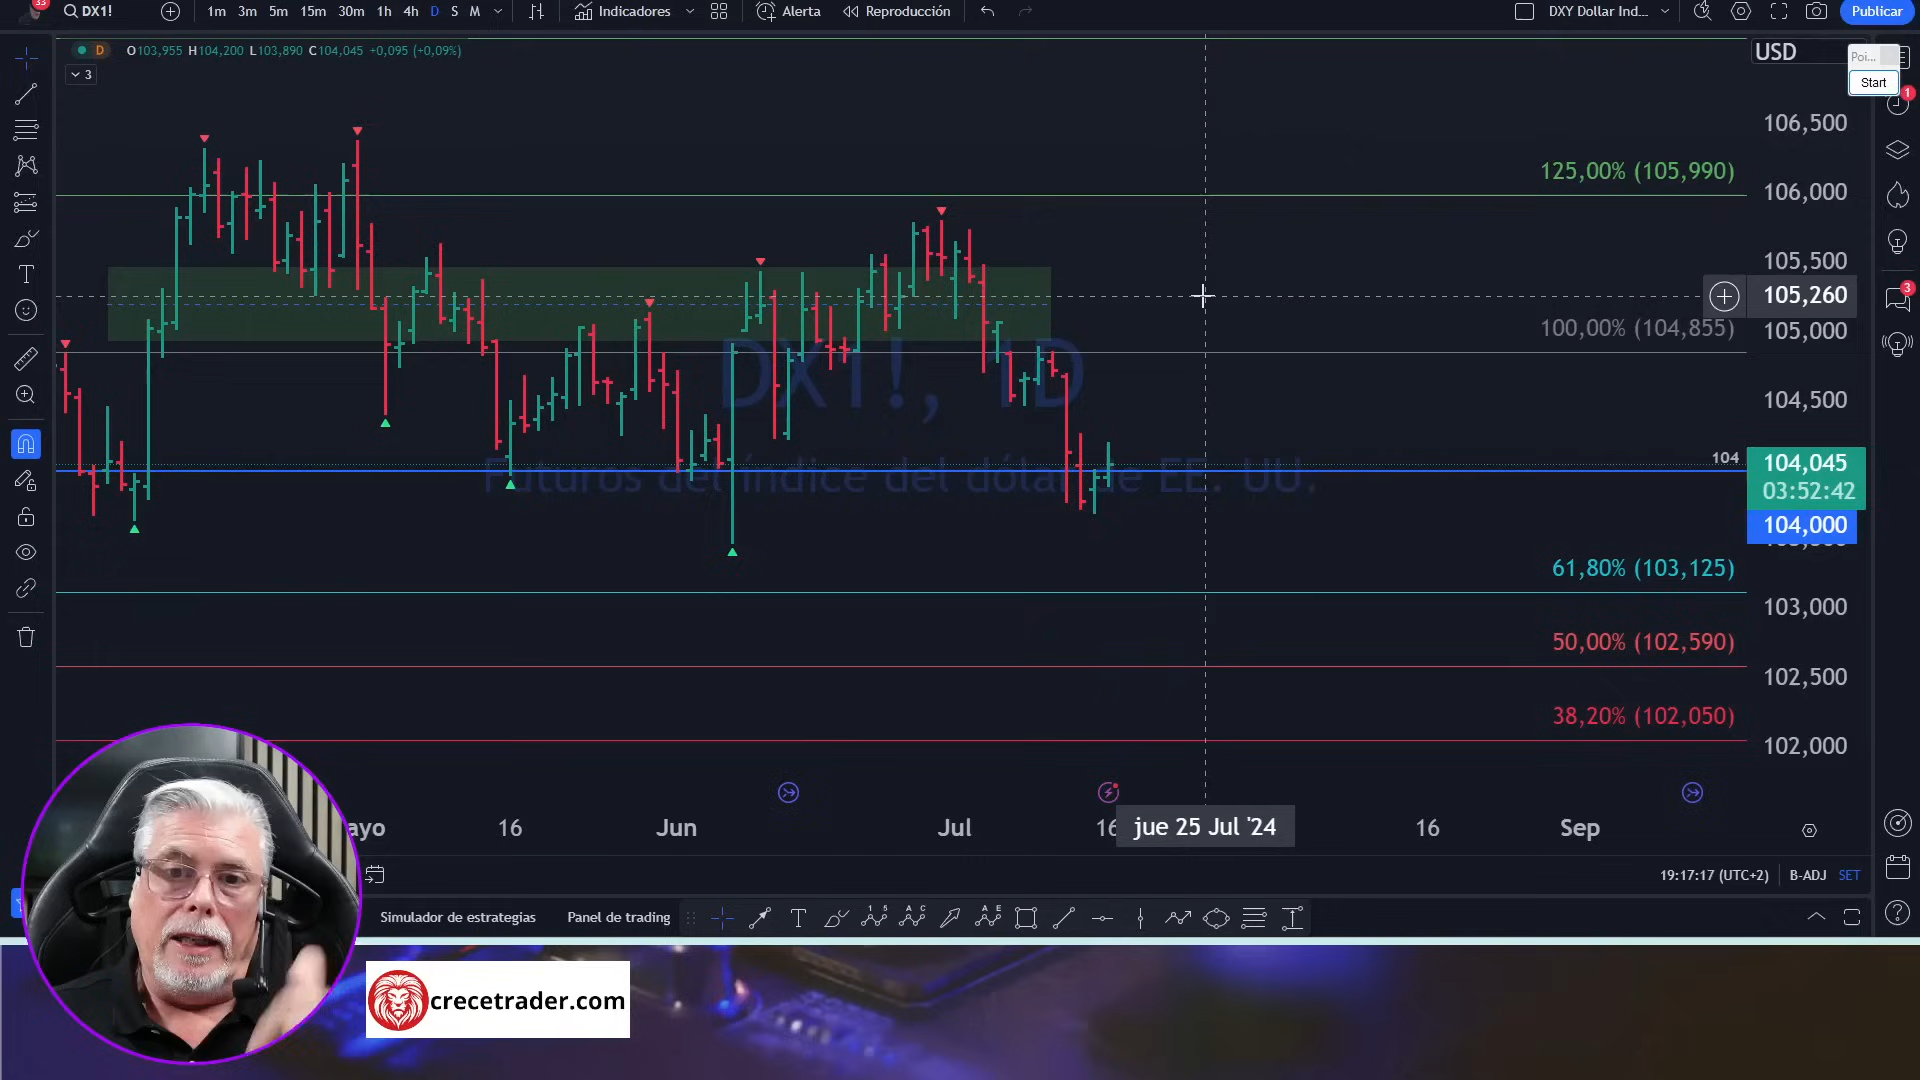 33
DX1!
1m 3m 5m 15m 30m 1h 4h D S M
Indicadores
Alerta
Reproducción
DXY Dollar Ind...
Publicar
D O103,955 H104,200 L103,890 C104,045 +0,095 (+0,09%)
3
USD
Poi...
Start
1
106,500
125,00% (105,990)
106,000
105,500
105,260
3
100,00% (104,855)
105,000
DX1!, 1D
104,500
104
104,045
Futuros del índice del dólar de EE. UU.
03:52:42
104,000
61,80% (103,125)
103,000
50,00% (102,590)
102,500
38,20% (102,050)
102,000
ayo 16 Jun Jul 16 jue 25 Jul '24 16 Sep
19:17:17 (UTC+2) B-ADJ SET
Simulador de estrategias Panel de trading
crecetrader.com